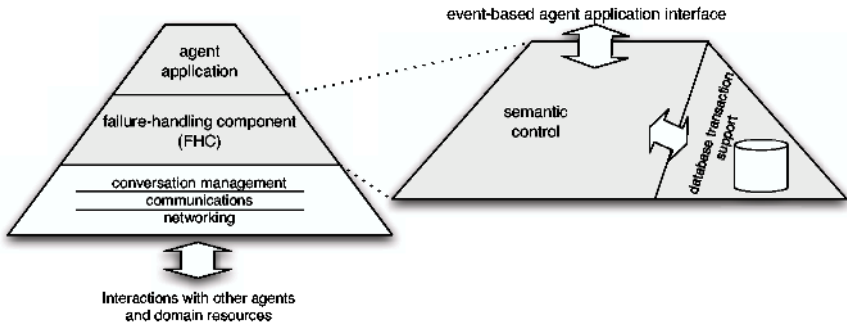 event-based agent application interface
agent
application
failure-handling component
(FHC)
conversation management
communications
networking
Interactions with other agents
and domain resources
semantic
control
database transaction
support